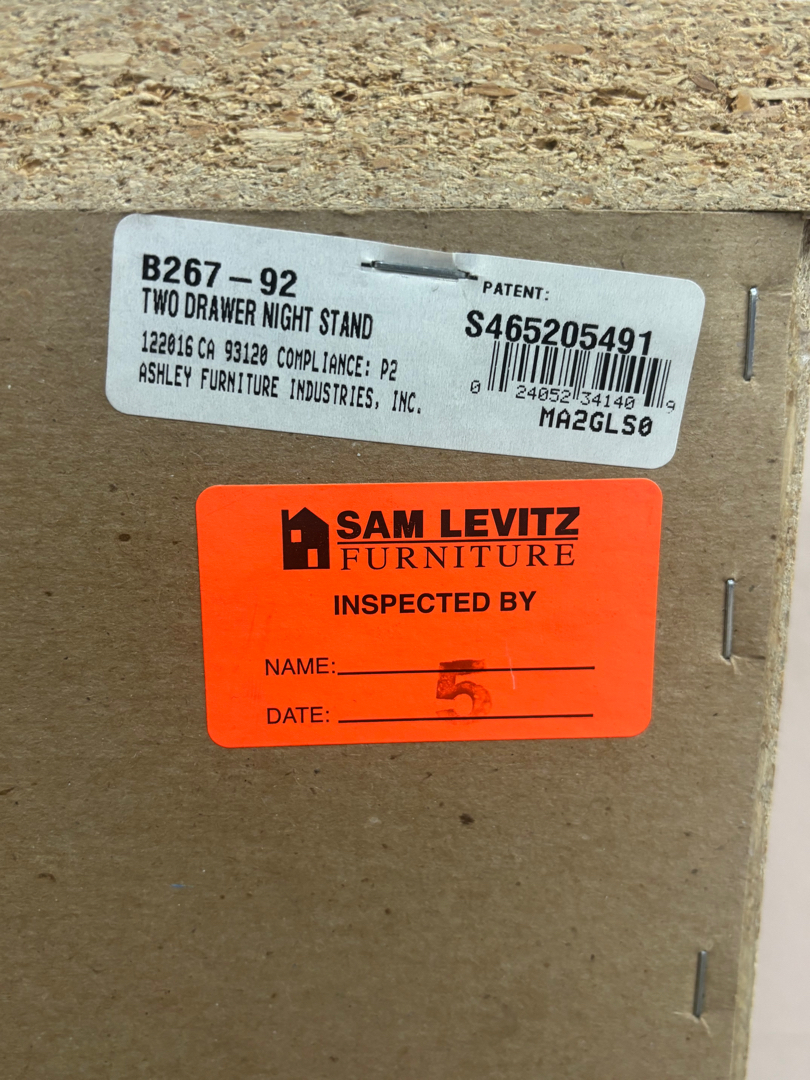 B267-92
TWO DRAWER NIGHT STAND
122016 CA 93120 COMPLIANCE: P2
ASHLEY FURNITURE INDUSTRIES, INC.
PATENT:
S465205491
0 24052 34140 9
MA2GLS0
SAM LEVITZ
FURNITURE
INSPECTED BY
NAME:
5
DATE: